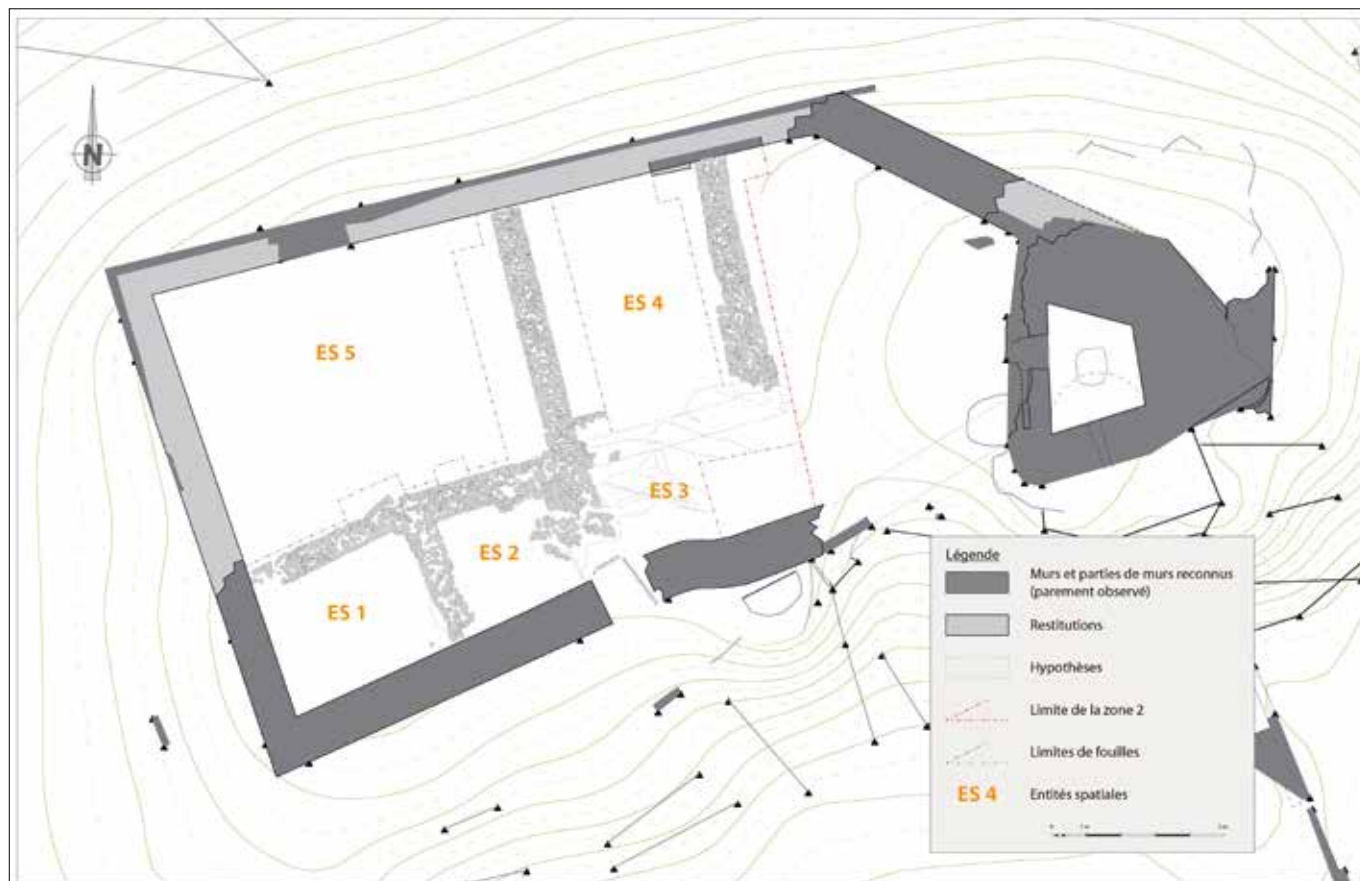 N
ES 4
ES 5
ES 3
ES 2
ES 1
Légende
Murs et parties de murs reconnus
(parement observé)
Restitutions
Hypothèses
Limite de la zone 2
Limites de fouilles
ES 4
Entités spatiales